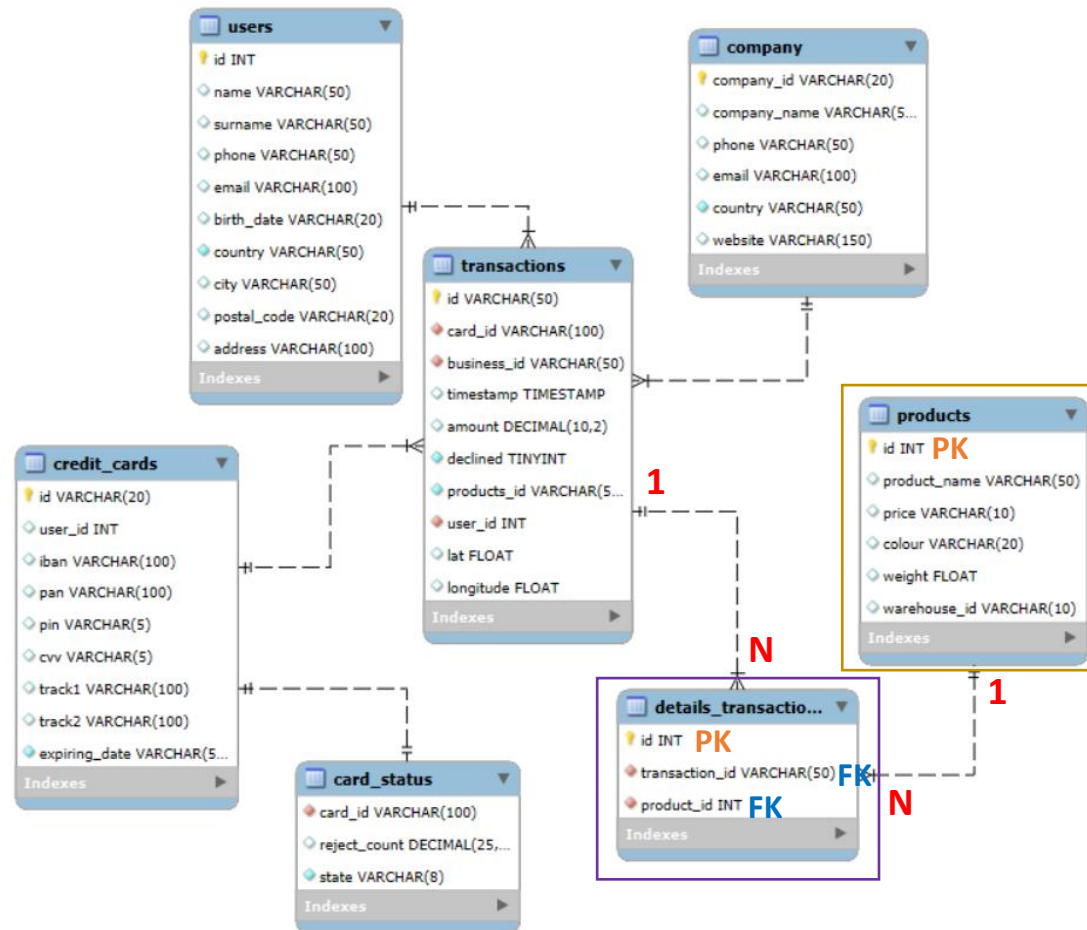 users
id INT
name VARCHAR(50)
surname VARCHAR(50)
phone VARCHAR(50)
email VARCHAR(100)
birth_date VARCHAR(20)
country VARCHAR(50)
city VARCHAR(50)
postal_code VARCHAR(20)
address VARCHAR(100)
Indexes
company
company_id VARCHAR(20)
company_name VARCHAR(5...
phone VARCHAR(50)
email VARCHAR(100)
country VARCHAR(50)
website VARCHAR(150)
Indexes
transactions
id VARCHAR(50)
card_id VARCHAR(100)
business_id VARCHAR(50)
timestamp TIMESTAMP
amount DECIMAL(10,2)
declined TINYINT
products_id VARCHAR(5...
user_id INT
lat FLOAT
longitude FLOAT
Indexes
1
N
products
id INT PK
product_name VARCHAR(50)
price VARCHAR(10)
colour VARCHAR(20)
weight FLOAT
warehouse_id VARCHAR(10)
Indexes
1
N
credit_cards
id VARCHAR(20)
user_id INT
iban VARCHAR(100)
pan VARCHAR(100)
pin VARCHAR(5)
cvv VARCHAR(5)
track1 VARCHAR(100)
track2 VARCHAR(100)
expiring_date VARCHAR(5...
Indexes
details_transactio...
id INT PK
transaction_id VARCHAR(50) FK
product_id INT FK
Indexes
card_status
card_id VARCHAR(100)
reject_count DECIMAL(25,...
state VARCHAR(8)
Indexes